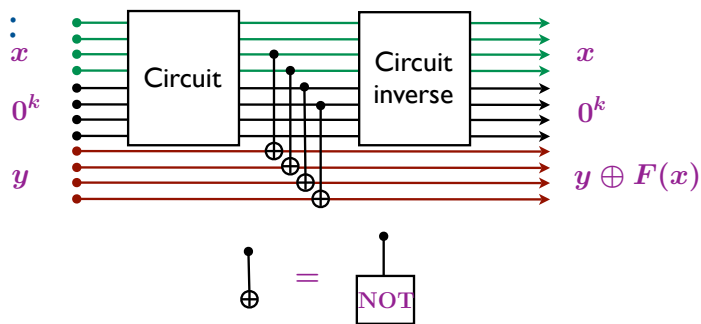 :
x Circuit Circuit inverse x
0^k 0^k
y y ⊕ F(x)
= NOT